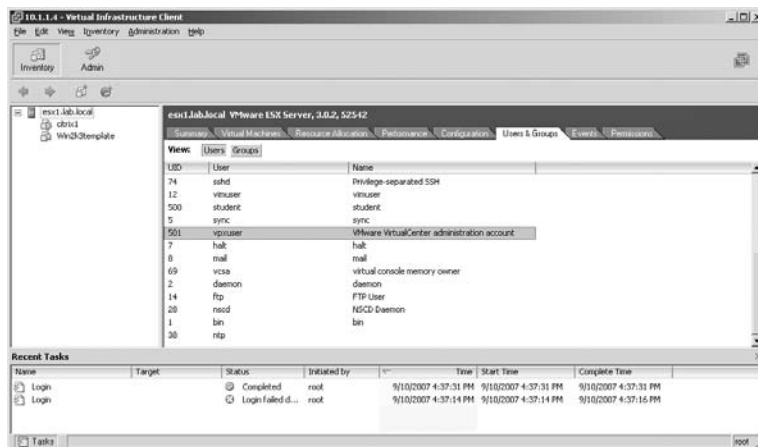 10.1.1.4 - Virtual Infrastructure Client
File Edit View Inventory Administration Help
Inventory Admin
esx1.lab.local
citrix1
Win2k3template
esx1.lab.local VMware ESX Server, 3.0.2, 52542
Summary Virtual Machines Resource Allocation Performance Configuration Users & Groups Events Permissions
View: Users Groups
UID User Name
74 sshd Privilege-separated SSH
12 vimuser vimuser
500 student student
5 sync sync
501 vpxuser VMware VirtualCenter administration account
7 halt halt
8 mail mail
69 vcsa virtual console memory owner
2 daemon daemon
14 ftp FTP User
28 nscd NSCD Daemon
1 bin bin
38 ntp
Recent Tasks
Name Target Status Initiated by Time Start Time Complete Time
Login Completed root 9/10/2007 4:37:31 PM 9/10/2007 4:37:31 PM 9/10/2007 4:37:31 PM
Login Login failed d... root 9/10/2007 4:37:14 PM 9/10/2007 4:37:14 PM 9/10/2007 4:37:16 PM
Tasks root